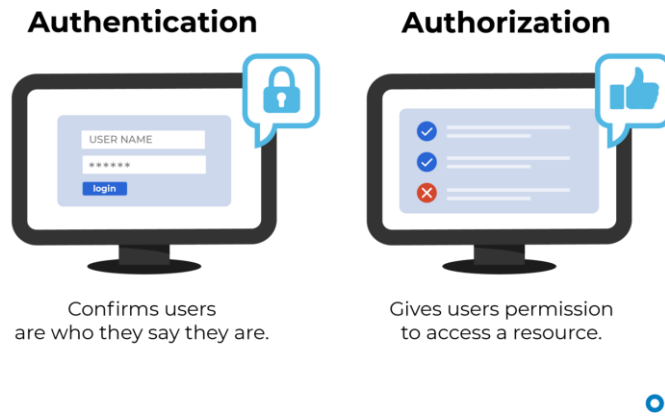 Authentication
Authorization
USER NAME
******
login
Confirms users
are who they say they are.
Gives users permission
to access a resource.